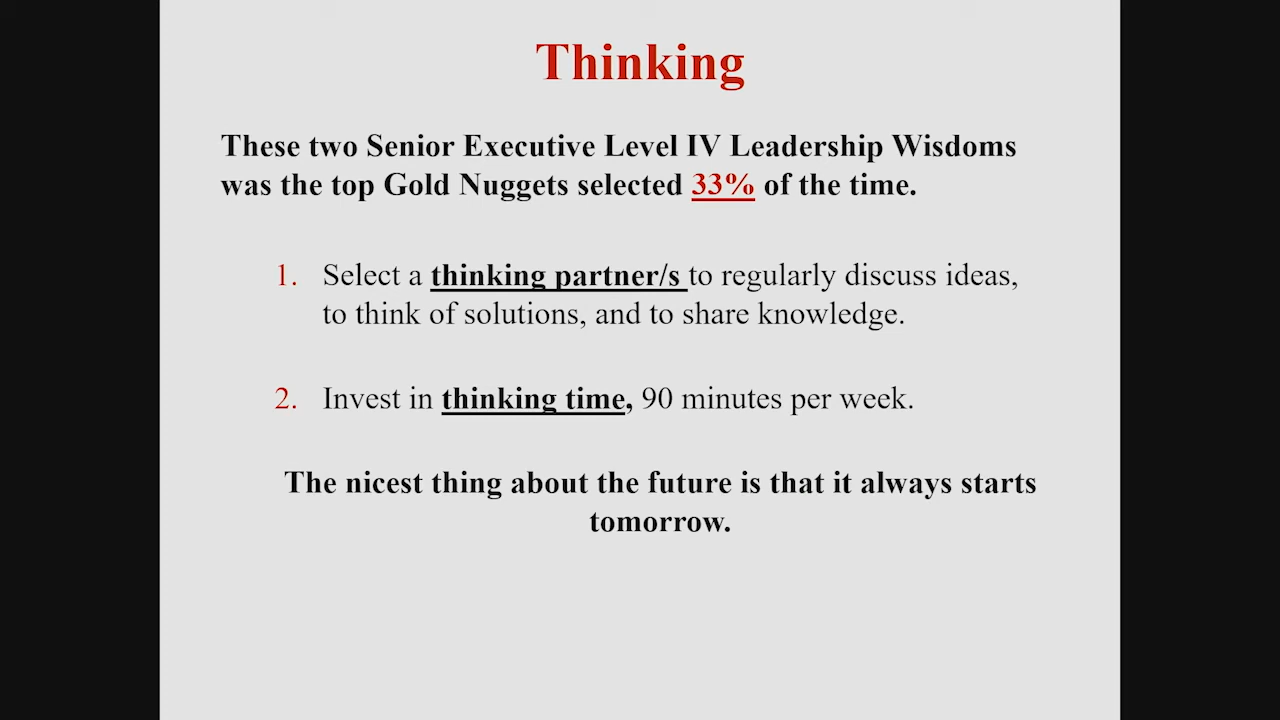 Thinking
These two Senior Executive Level IV Leadership Wisdoms
was the top Gold Nuggets selected 33% of the time.
1. Select a thinking partner/s to regularly discuss ideas,
to think of solutions, and to share knowledge.
2. Invest in thinking time, 90 minutes per week.
The nicest thing about the future is that it always starts
tomorrow.